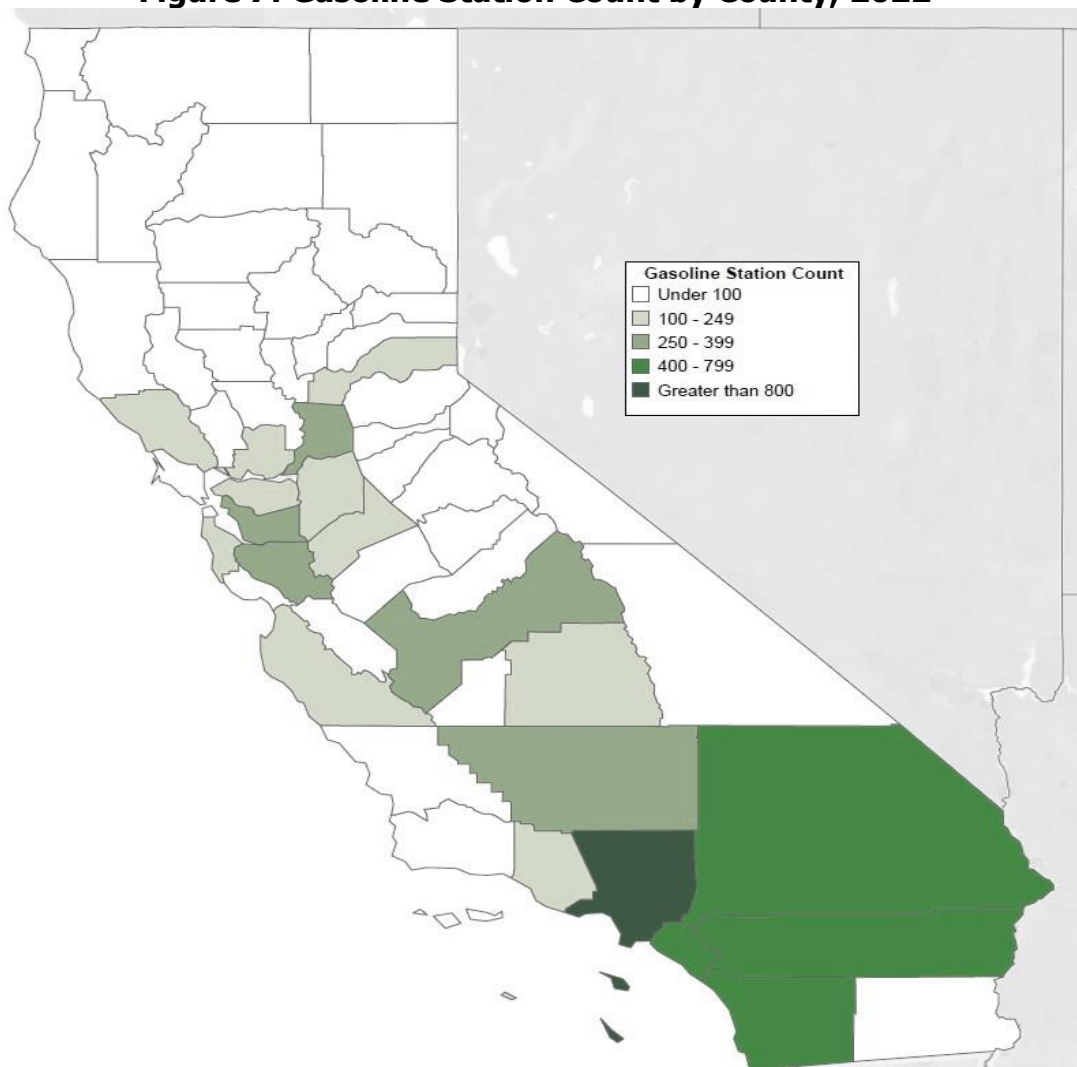 Figure 7. Gasoline Station Count by County, 2022
Gasoline Station Count
Under 100
100 - 249
250 - 399
400 - 799
Greater than 800